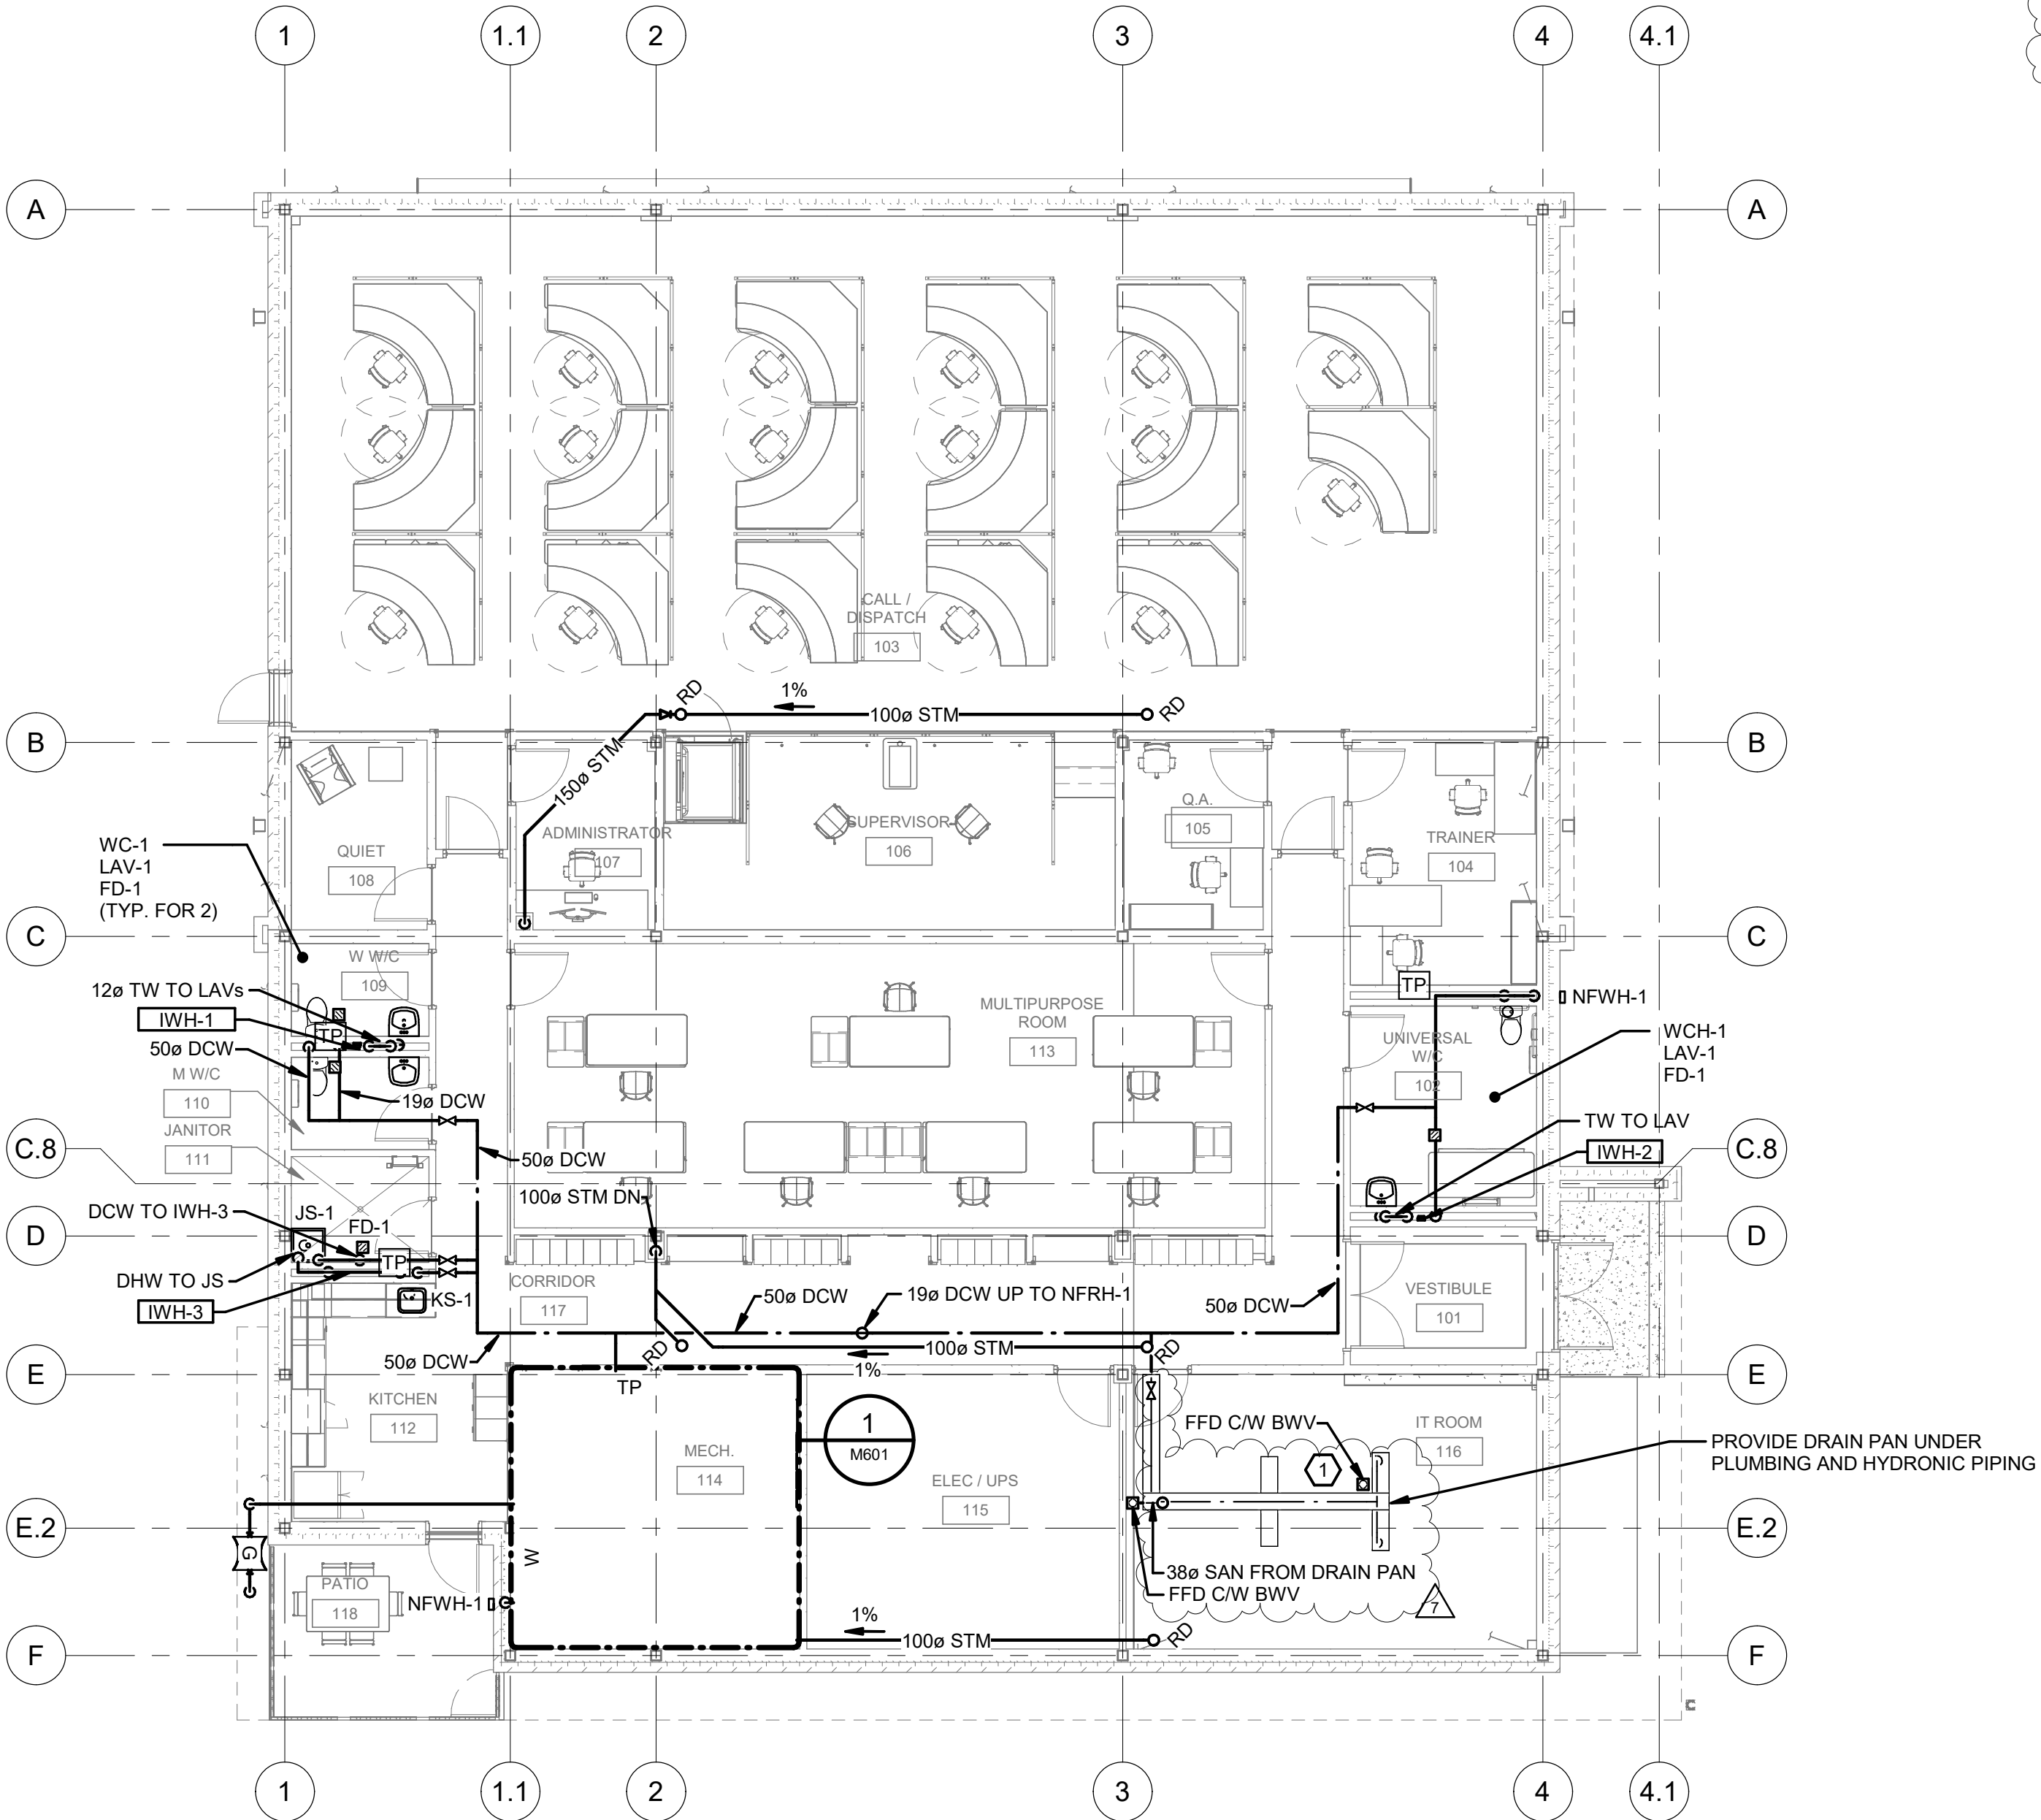 1
1.1
2
3
4
4.1
A
A
CALL /
DISPATCH
103
RD
1%
100ø STM
RD
B
B
150ø STM
ADMINISTRATOR
107
SUPERVISOR
106
Q.A.
105
TRAINER
104
QUIET
108
WC-1
LAV-1
FD-1
(TYP. FOR 2)
C
C
W W/C
109
12ø TW TO LAVs
IWH-1
TP
50ø DCW
M W/C
110
19ø DCW
JANITOR
111
MULTIPURPOSE
ROOM
113
TP
NFWH-1
UNIVERSAL
W/C
102
WCH-1
LAV-1
FD-1
TW TO LAV
IWH-2
C.8
C.8
50ø DCW
100ø STM DN
DCW TO IWH-3
JS-1
FD-1
D
D
TP
DHW TO JS
IWH-3
KS-1
CORRIDOR
117
50ø DCW
19ø DCW UP TO NFRH-1
50ø DCW
VESTIBULE
101
50ø DCW
RD
100ø STM
1%
RD
E
E
TP
KITCHEN
112
MECH.
114
1
M601
ELEC / UPS
115
FFD C/W BWV
1
IT ROOM
116
PROVIDE DRAIN PAN UNDER
PLUMBING AND HYDRONIC PIPING
E.2
E.2
G
W
PATIO
118
NFWH-1
38ø SAN FROM DRAIN PAN
FFD C/W BWV
7
1%
100ø STM
RD
F
F
1
1.1
2
3
4
4.1